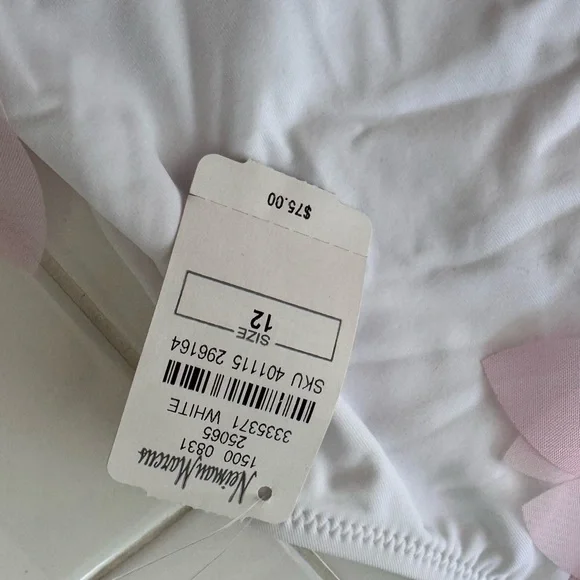 Neiman Marcus
1500 0831
25065
3335371 WHITE
SKU 401115 296164
SIZE
12
$75.00